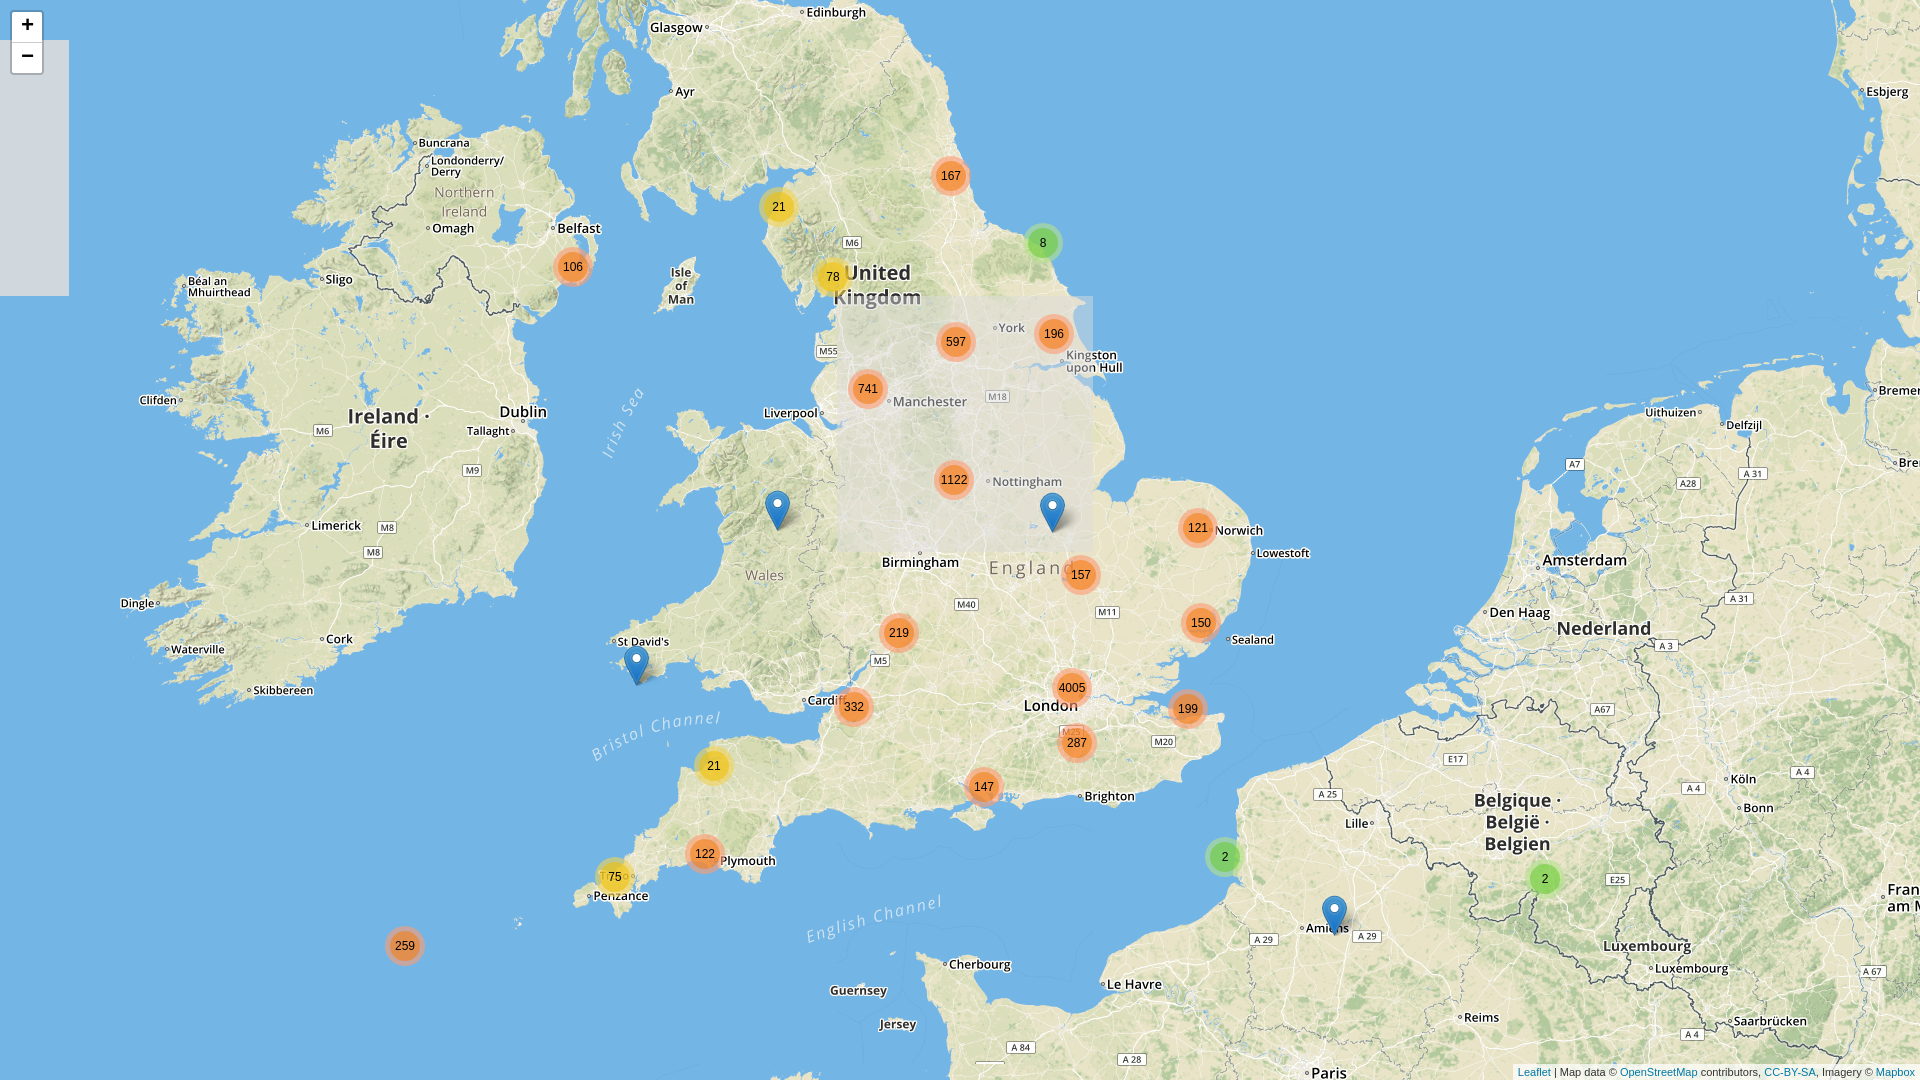 +
−
Edinburgh
Glasgow
Ayr
Esbjerg
Buncrana
Londonderry/
Derry
Northern
Ireland
Omagh
Belfast
106
167
21
8
M6
78
United
Kingdom
Isle
of
Man
Béal an
Mhuirthead
Sligo
York
196
597
Kingston
upon Hull
M55
741
Manchester
M18
Liverpool
Clifden
Ireland ·
Éire
Dublin
Tallaght
M6
M9
Irish Sea
Uithuizen
Delfzijl
A7
A 31
A28
1122
Nottingham
121
Norwich
Lowestoft
Limerick
M8
M8
Birmingham
England
157
Wales
Amsterdam
Den Haag
Nederland
A 31
A 3
Dingle
Cork
Waterville
Skibbereen
M40
M11
219
150
Sealand
St David's
M5
4005
London
199
Cardiff
332
M25
287
M20
A67
E17
Bristol Channel
21
147
Brighton
A 25
Lille
Belgique ·
België ·
Belgien
Köln
A 4
A 4
Bonn
122
Plymouth
75
Penzance
2
2
E25
English Channel
259
Amiens
A 29
A 29
Luxembourg
Luxembourg
A 67
Cherbourg
Guernsey
Jersey
Le Havre
Reims
Saarbrücken
A 4
A 84
A 28
Paris
Leaflet | Map data © OpenStreetMap contributors, CC-BY-SA, Imagery © Mapbox